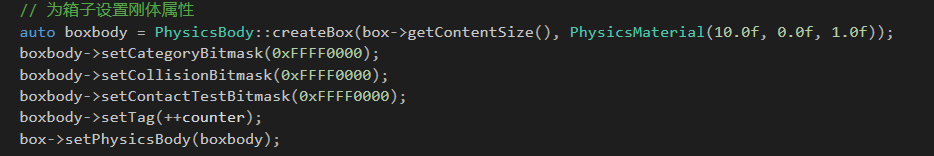 // 为箱子设置刚体属性
auto boxbody = PhysicsBody::createBox(box->getContentSize(), PhysicsMaterial(10.0f, 0.0f, 1.0f));
boxbody->setCategoryBitmask(0xFFFF0000);
boxbody->setCollisionBitmask(0xFFFF0000);
boxbody->setContactTestBitmask(0xFFFF0000);
boxbody->setTag(++counter);
box->setPhysicsBody(boxbody);